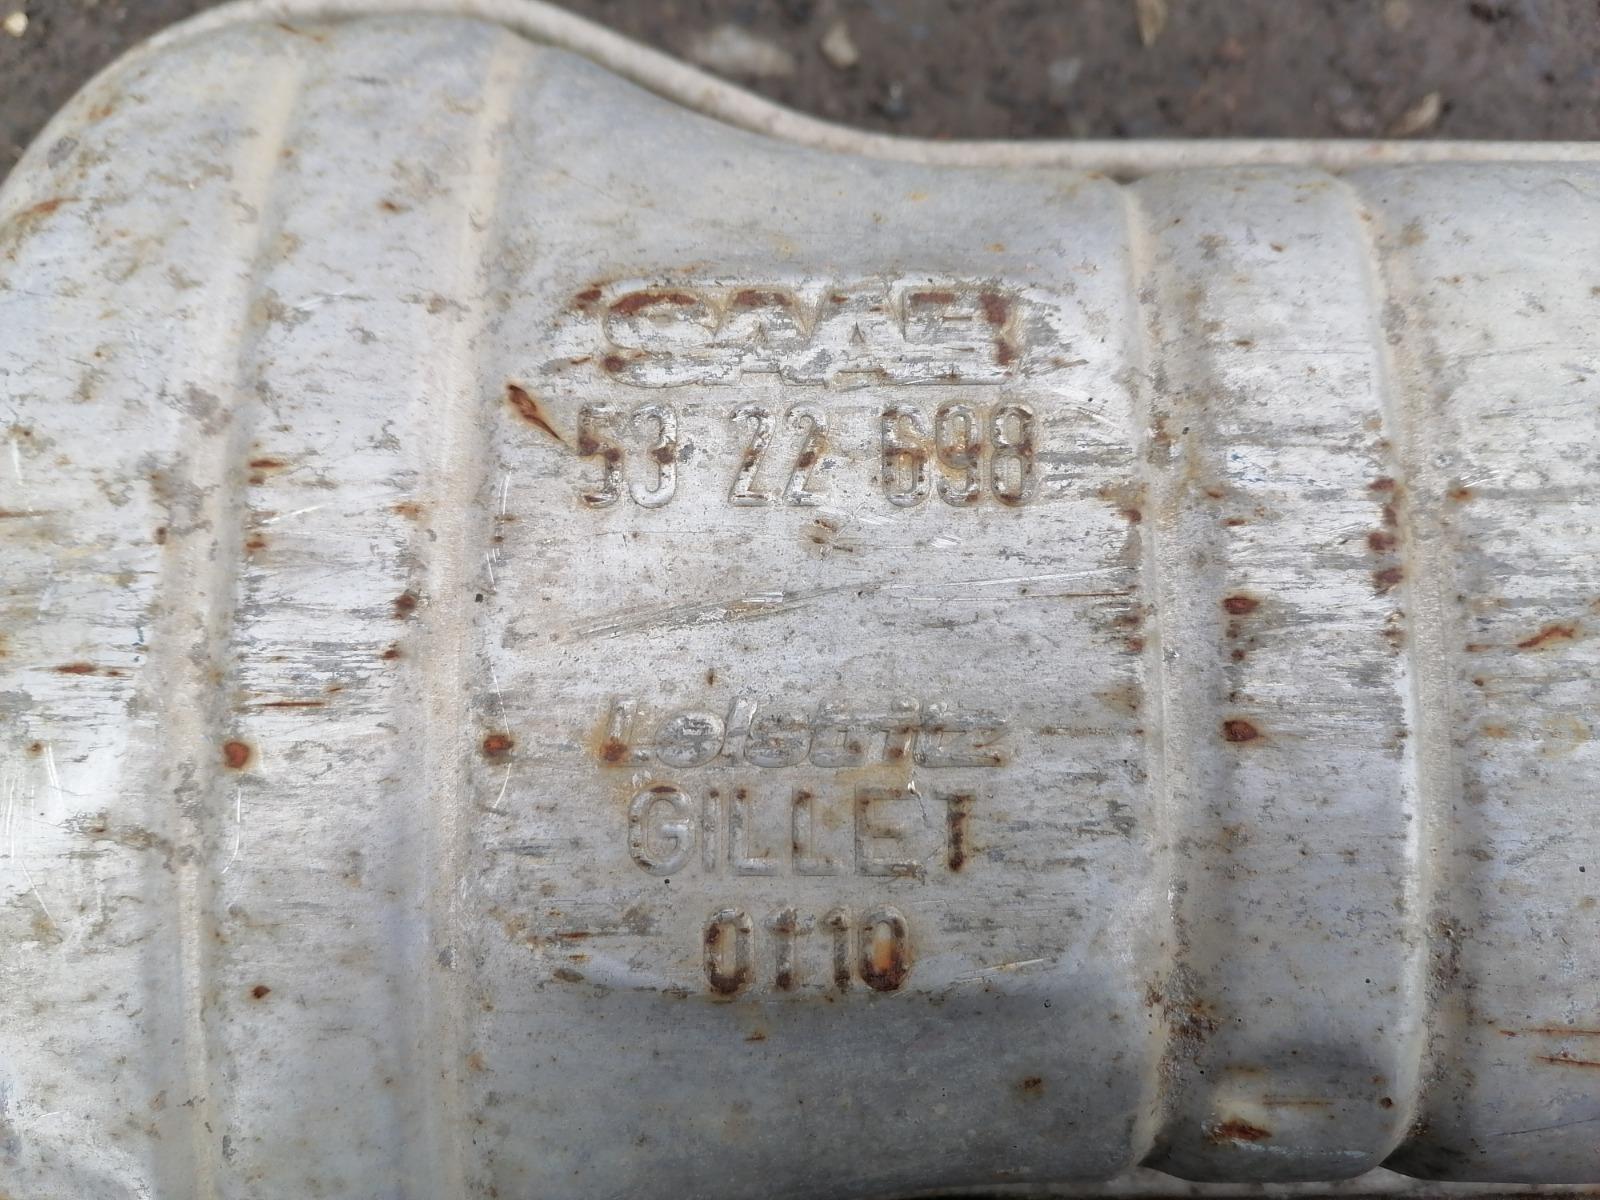 SAAB
53 22 698
Leistritz
GILLET
0110